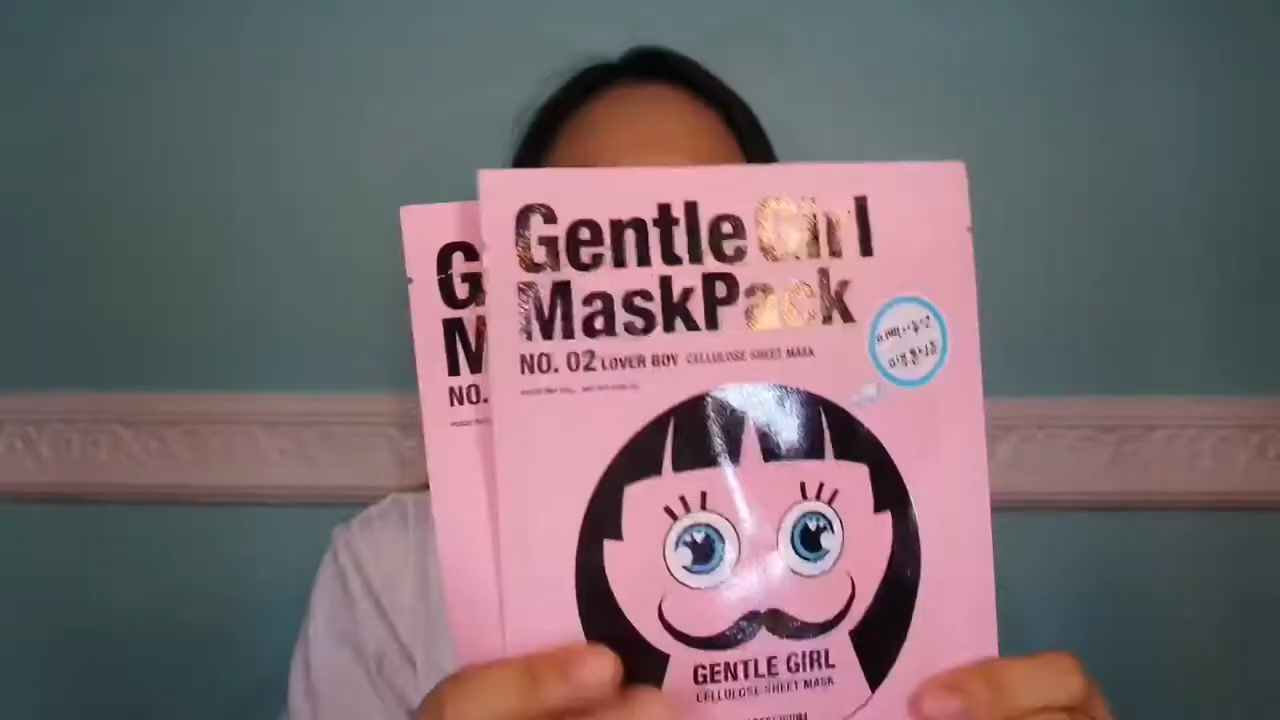 Gentle Girl
MaskPack
NO. 02 LOVER BOY CELLULOSE SHEET MASK
G
M
NO.
GENTLE GIRL
CELLULOSE SHEET MASK